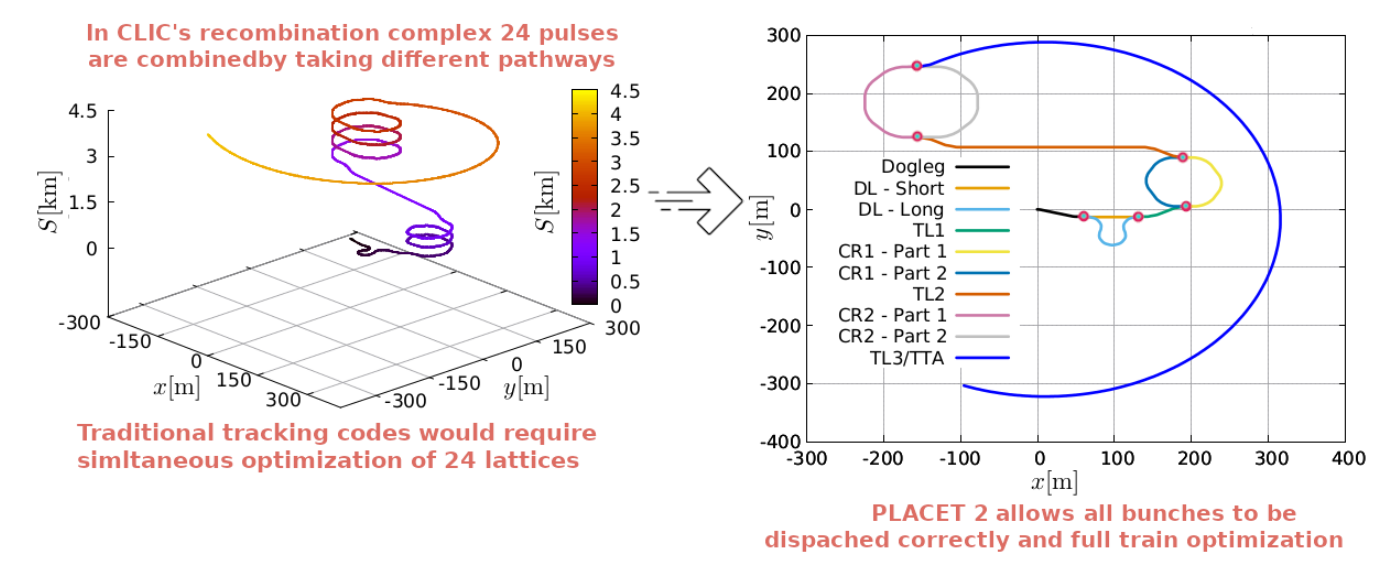 In CLIC's recombination complex 24 pulses
are combinedby taking different pathways
4.5
3
1.5
0
S[km]
-300
-150
0
150
300
x[m]
-300
-150
0
150
300
y[m]
4.5
4
3.5
3
2.5
2
1.5
1
0.5
0
S[km]
Traditional tracking codes would require
simltaneous optimization of 24 lattices
300
200
100
0
-100
-200
-300
-400
y[m]
Dogleg
DL - Short
DL - Long
TL1
CR1 - Part 1
CR1 - Part 2
TL2
CR2 - Part 1
CR2 - Part 2
TL3/TTA
-300
-200
-100
0
100
200
300
400
x[m]
PLACET 2 allows all bunches to be
dispached correctly and full train optimization